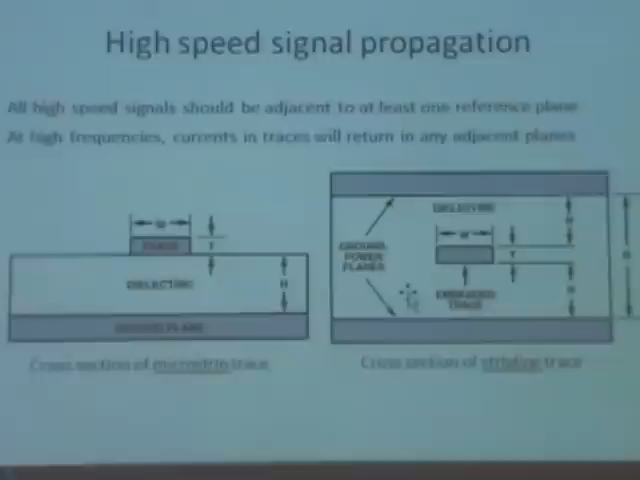 High speed signal propagation
All high speed signals should be adjacent to at least one reference plane
At high frequencies, currents in traces will return in any adjacent planes
W
TRACE
T
DIELECTRIC
H
GROUND PLANE
Cross section of microstrip trace
DIELECTRIC
GROUND
POWER
PLANES
W
T
H
H
B
EMBEDDED
TRACE
Cross section of stripline trace